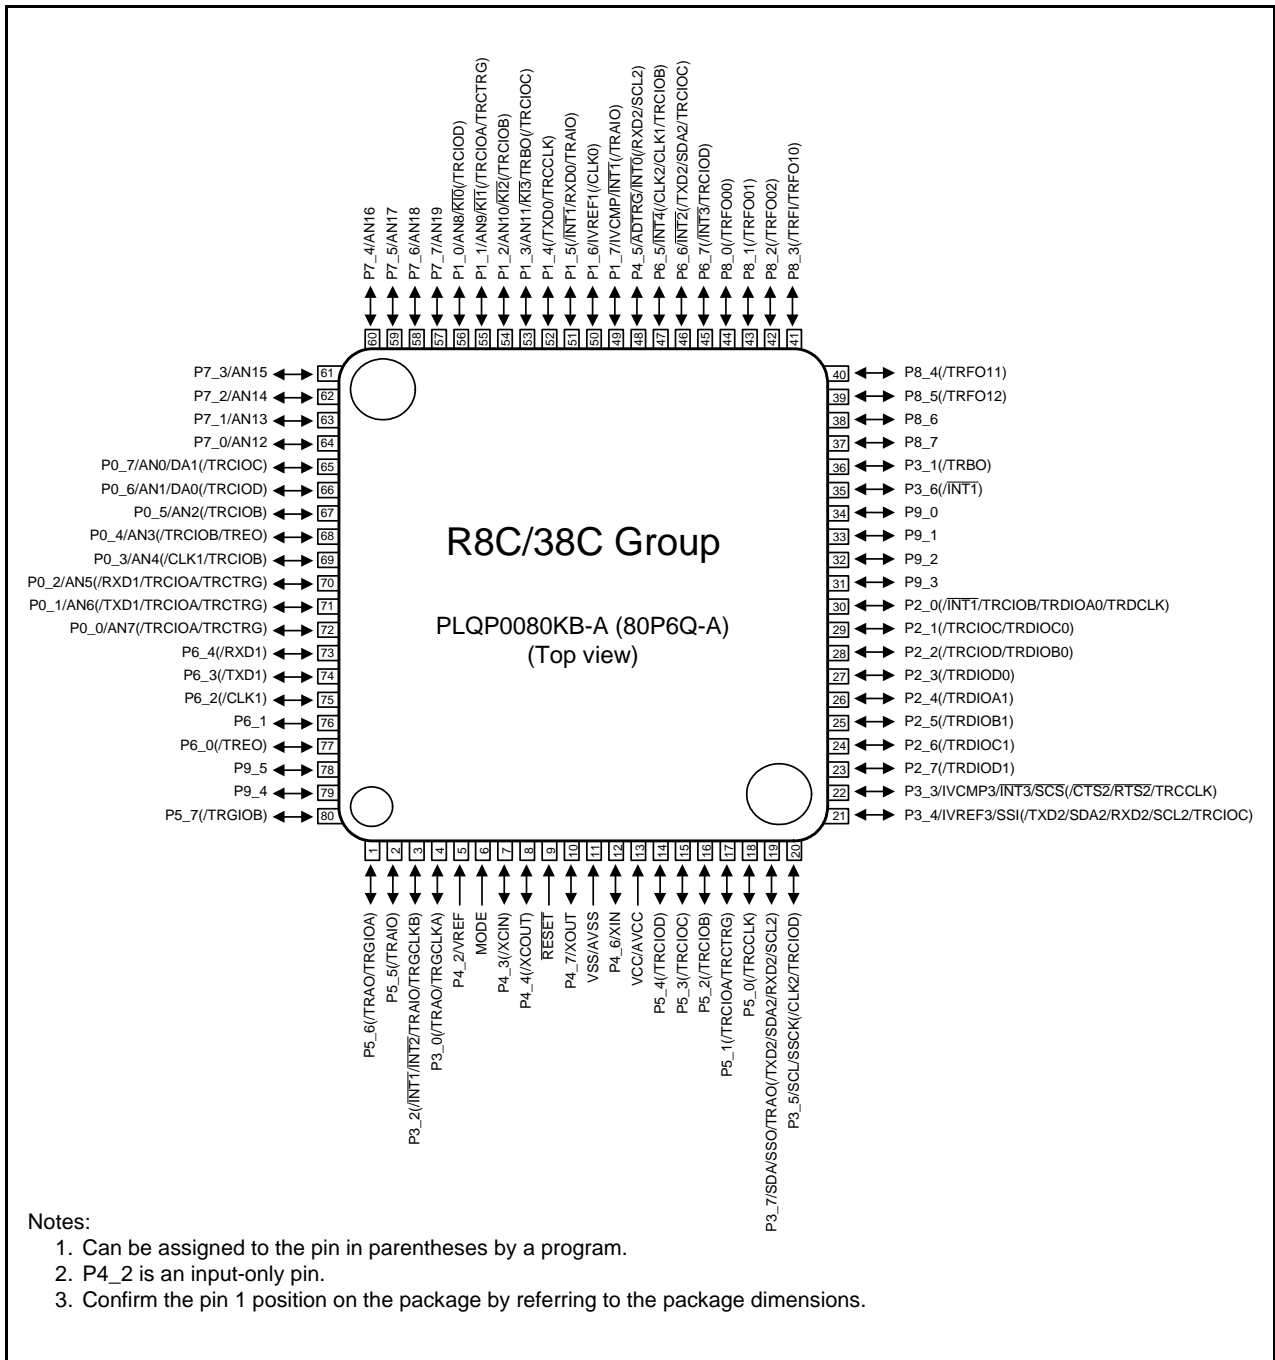 P7_4/AN16
P7_5/AN17
P7_6/AN18
P7_7/AN19
P1_0/AN8/KI0(/TRCIOD)
P1_1/AN9/KI1(/TRCIOA/TRCTRG)
P1_2/AN10/KI2(/TRCIOB)
P1_3/AN11/KI3/TRBO(/TRCIOC)
P1_4(/TXD0/TRCCLK)
P1_5(/INT1/RXD0/TRAIO)
P1_6/IVREF1(/CLK0)
P1_7/IVCMP/INT1(/TRAIO)
P4_5/ADTRG/INT0(/RXD2/SCL2)
P6_5/INT4(/CLK2/CLK1/TRCIOB)
P6_6/INT2(/TXD2/SDA2/TRCIOC)
P6_7(/INT3/TRCIOD)
P8_0(/TRFO00)
P8_1(/TRFO01)
P8_2(/TRFO02)
P8_3(/TRFI/TRFO10)
60
59
58
57
56
55
54
53
52
51
50
49
48
47
46
45
44
43
42
41
P7_3/AN15 61
P7_2/AN14 62
P7_1/AN13 63
P7_0/AN12 64
P0_7/AN0/DA1(/TRCIOC) 65
P0_6/AN1/DA0(/TRCIOD) 66
P0_5/AN2(/TRCIOB) 67
P0_4/AN3(/TRCIOB/TREO) 68
P0_3/AN4(/CLK1/TRCIOB) 69
P0_2/AN5(/RXD1/TRCIOA/TRCTRG) 70
P0_1/AN6(/TXD1/TRCIOA/TRCTRG) 71
P0_0/AN7(/TRCIOA/TRCTRG) 72
P6_4(/RXD1) 73
P6_3(/TXD1) 74
P6_2(/CLK1) 75
P6_1 76
P6_0(/TREO) 77
P9_5 78
P9_4 79
P5_7(/TRGIOB) 80
R8C/38C Group
PLQP0080KB-A (80P6Q-A)
(Top view)
40 P8_4(/TRFO11)
39 P8_5(/TRFO12)
38 P8_6
37 P8_7
36 P3_1(/TRBO)
35 P3_6(/INT1)
34 P9_0
33 P9_1
32 P9_2
31 P9_3
30 P2_0(/INT1/TRCIOB/TRDIOA0/TRDCLK)
29 P2_1(/TRCIOC/TRDIOC0)
28 P2_2(/TRCIOD/TRDIOB0)
27 P2_3(/TRDIOD0)
26 P2_4(/TRDIOA1)
25 P2_5(/TRDIOB1)
24 P2_6(/TRDIOC1)
23 P2_7(/TRDIOD1)
22 P3_3/IVCMP3/INT3/SCS(/CTS2/RTS2/TRCCLK)
21 P3_4/IVREF3/SSI(/TXD2/SDA2/RXD2/SCL2/TRCIOC)
1
2
3
4
5
6
7
8
9
10
11
12
13
14
15
16
17
18
19
20
P5_6(/TRAO/TRGIOA)
P5_5(/TRAIO)
P3_2(/INT1/INT2/TRAIO/TRGCLKB)
P3_0(/TRAO/TRGCLKA)
P4_2/VREF
MODE
P4_3(/XCIN)
P4_4(/XCOUT)
RESET
P4_7/XOUT
VSS/AVSS
P4_6/XIN
VCC/AVCC
P5_4(/TRCIOD)
P5_3(/TRCIOC)
P5_2(/TRCIOB)
P5_1(/TRCIOA/TRCTRG)
P5_0(/TRCCLK)
P3_7/SDA/SSO/TRAO(/TXD2/SDA2/RXD2/SCL2)
P3_5/SCL/SSCK(/CLK2/TRCIOD)
Notes:
1. Can be assigned to the pin in parentheses by a program.
2. P4_2 is an input-only pin.
3. Confirm the pin 1 position on the package by referring to the package dimensions.